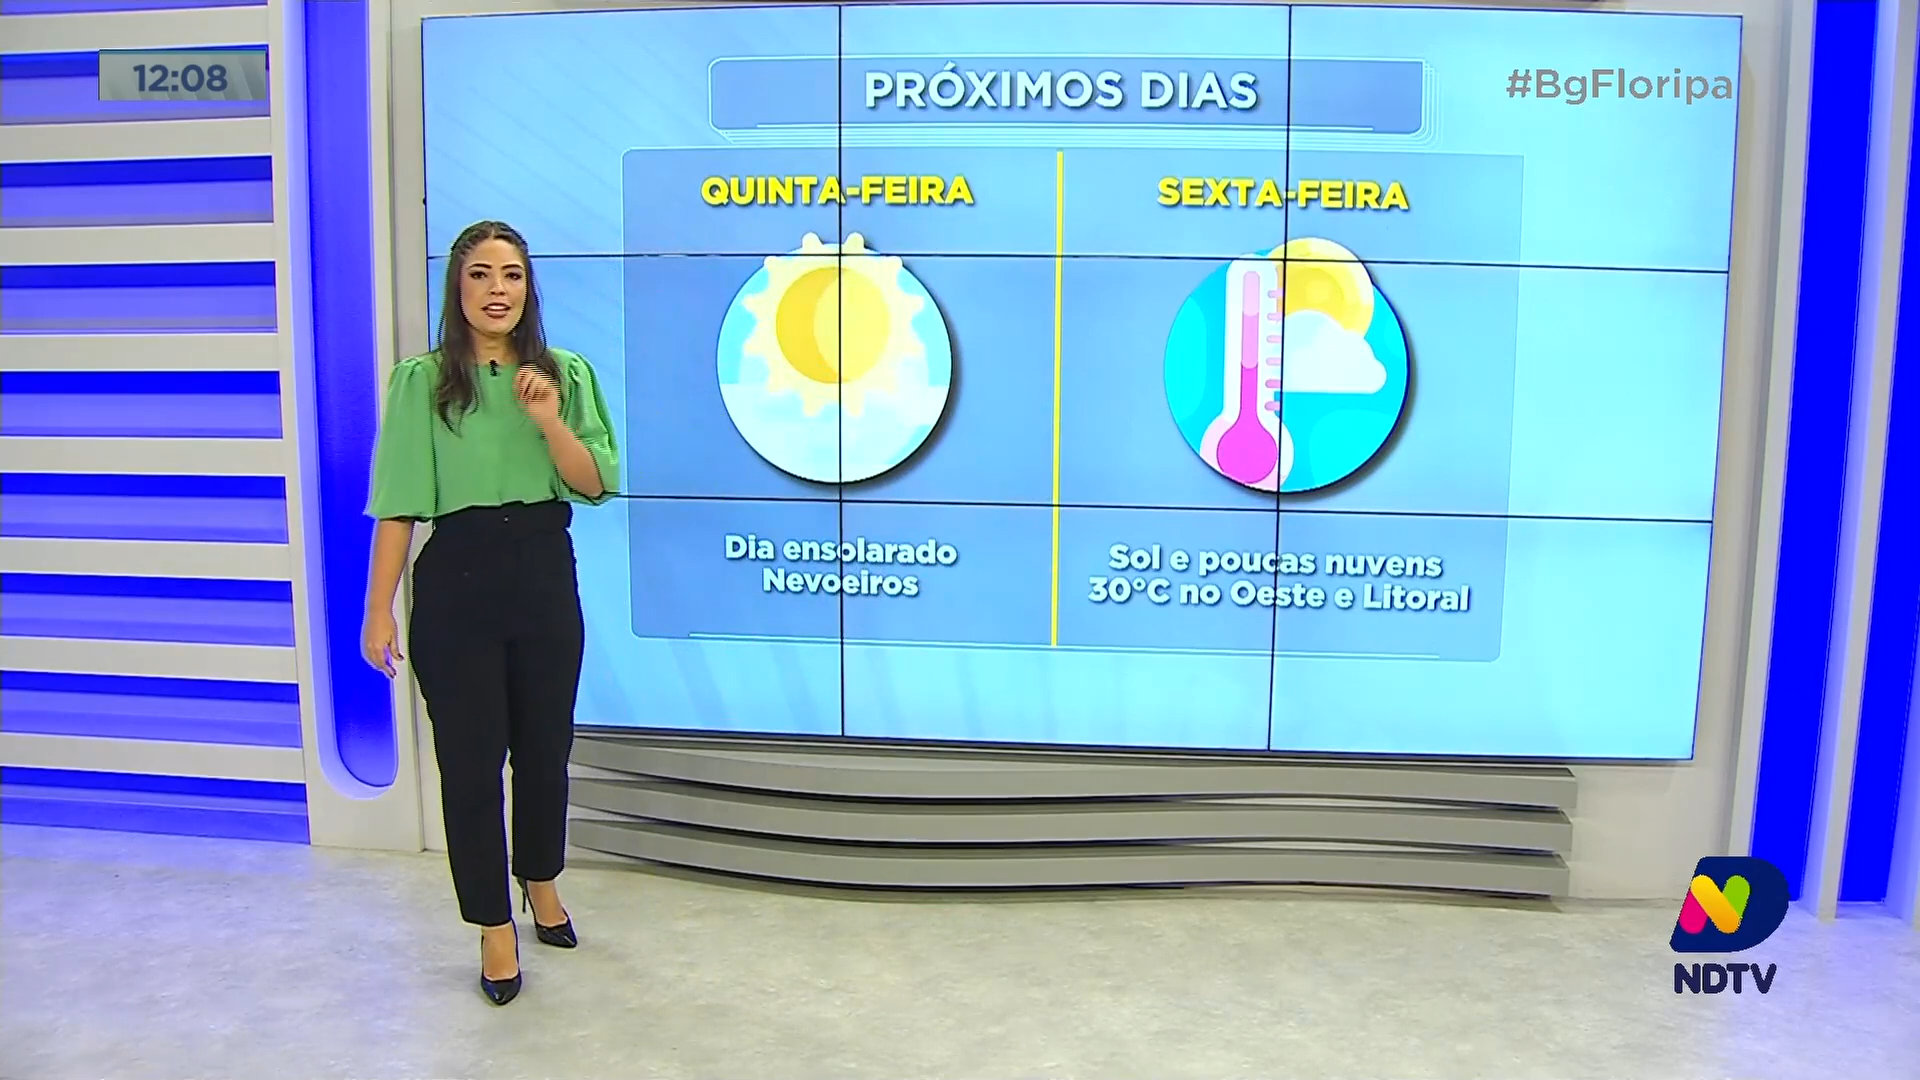 12:08
PRÓXIMOS DIAS
#BgFloripa
QUINTA-FEIRA
SEXTA-FEIRA
Dia ensolarado
Nevoeiros
Sol e poucas nuvens
30°C no Oeste e Litoral
NDTV